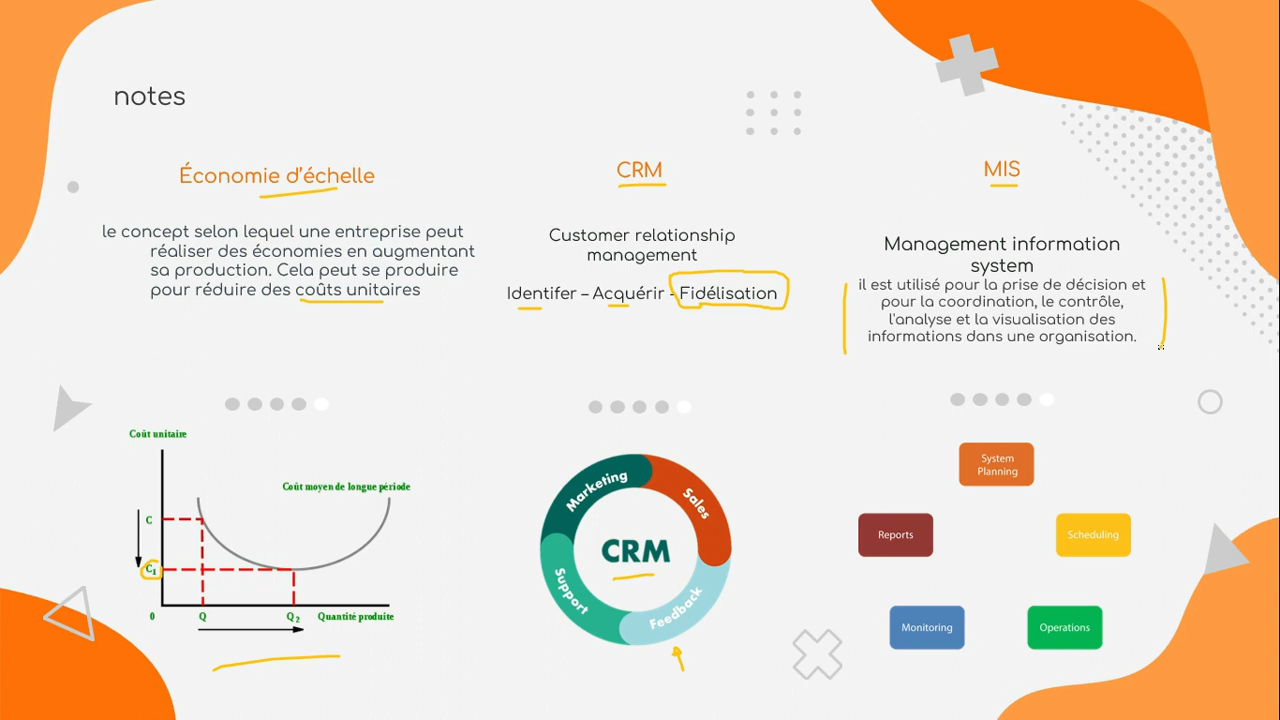 notes
Économie d'échelle
le concept selon lequel une entreprise peut
réaliser des économies en augmentant
sa production. Cela peut se produire
pour réduire des coûts unitaires
CRM
Customer relationship
management
Identifer – Acquérir - Fidélisation
MIS
Management information
system
il est utilisé pour la prise de décision et
pour la coordination, le contrôle,
l'analyse et la visualisation des
informations dans une organisation.
Coût unitaire
Coût moyen de longue période
C
C1
0
Q
Q2
Quantité produite
Marketing
Sales
CRM
Support
Feedback
System
Planning
Reports
Scheduling
Monitoring
Operations